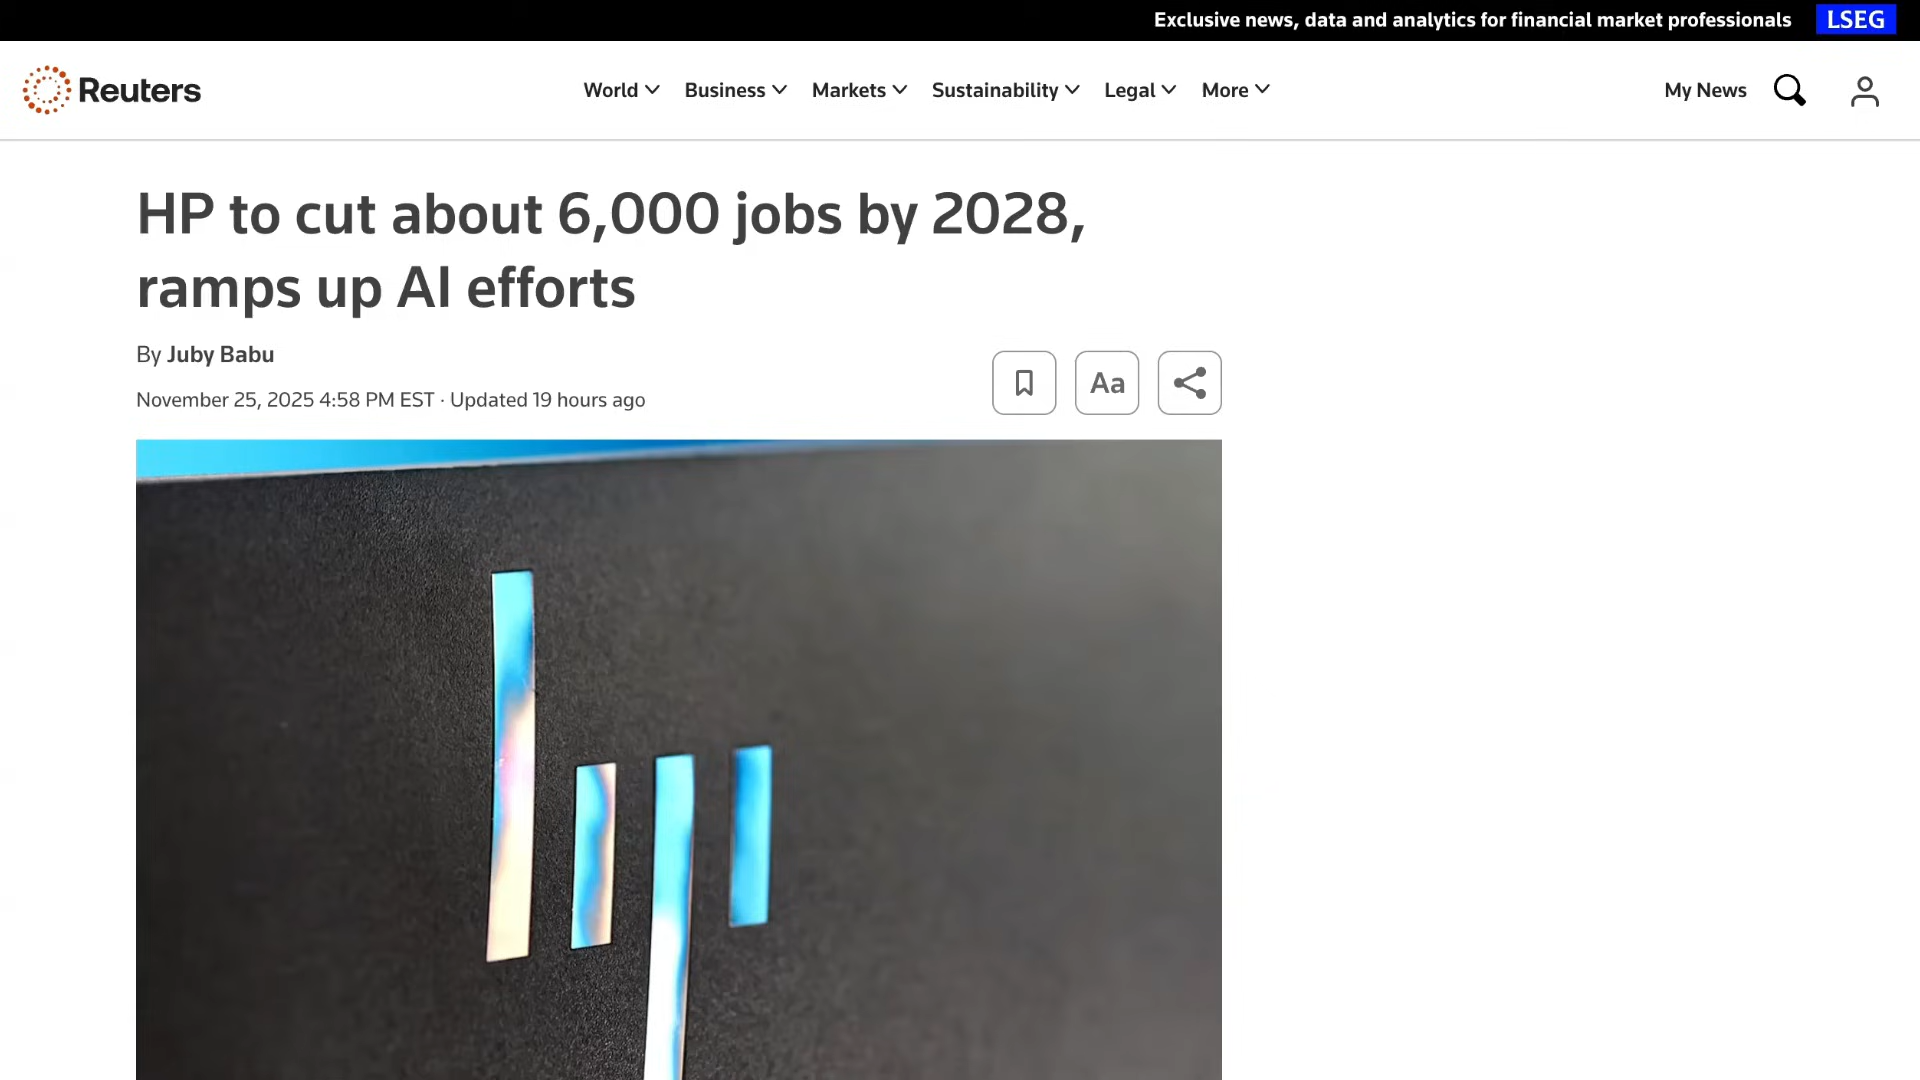 Exclusive news, data and analytics for financial market professionals LSEG
Reuters World Business Markets Sustainability Legal More My News
HP to cut about 6,000 jobs by 2028,
ramps up AI efforts
By Juby Babu
November 25, 2025 4:58 PM EST · Updated 19 hours ago
Aa
hp